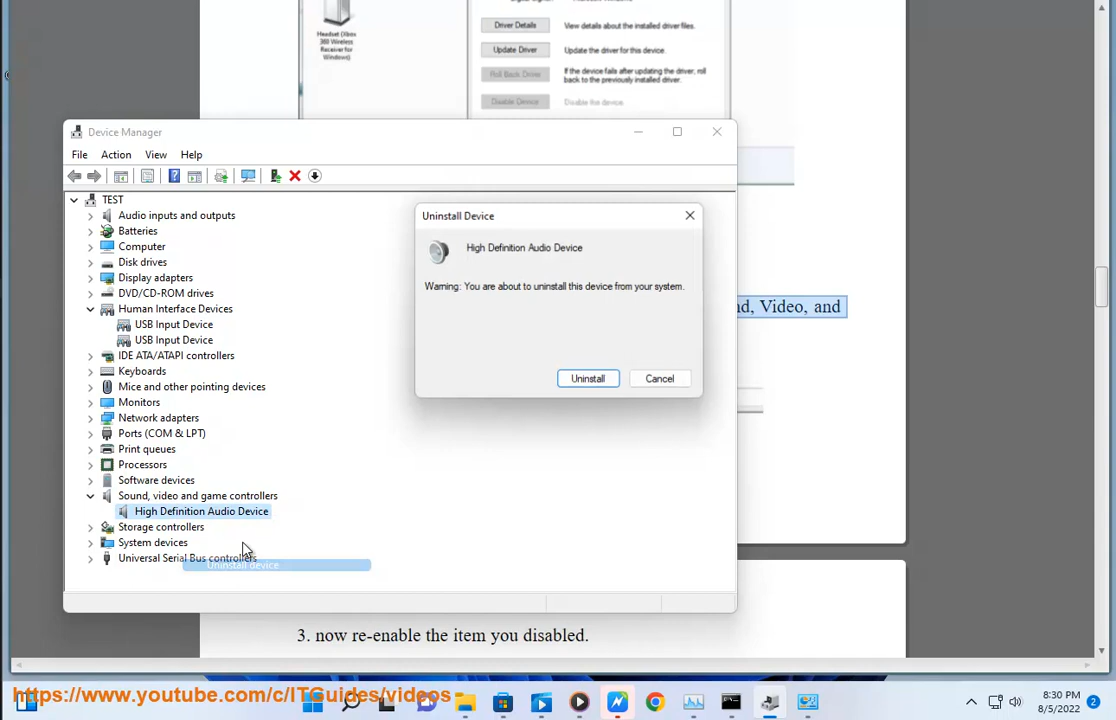 Driver Details View details about the installed driver files.
Headset (Xbox
360 Wireless
Receiver for
Windows)
Update Driver Update the driver for this device.
Roll Back Driver If the device fails after updating the driver, roll
back to the previously installed driver.
Disable Device Disable the device.
Device Manager
File Action View Help
TEST
Audio inputs and outputs
Batteries
Computer
Disk drives
Display adapters
DVD/CD-ROM drives
Human Interface Devices
USB Input Device
USB Input Device
IDE ATA/ATAPI controllers
Keyboards
Mice and other pointing devices
Monitors
Network adapters
Ports (COM & LPT)
Print queues
Processors
Software devices
Sound, video and game controllers
High Definition Audio Device
Storage controllers
System devices
Universal Serial Bus controllers
Uninstall device
Uninstall Device
High Definition Audio Device
Warning: You are about to uninstall this device from your system.
Uninstall Cancel
nd, Video, and
3. now re-enable the item you disabled.
https://www.youtube.com/c/ITGuides/videos
8:30 PM
8/5/2022
2